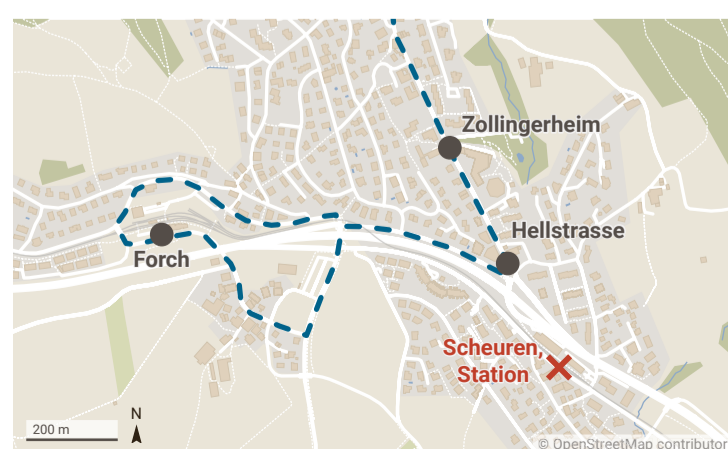 Zollingerheim
Hellstrasse
Forch
Scheuren,
Station
200 m
N
© OpenStreetMap contributor